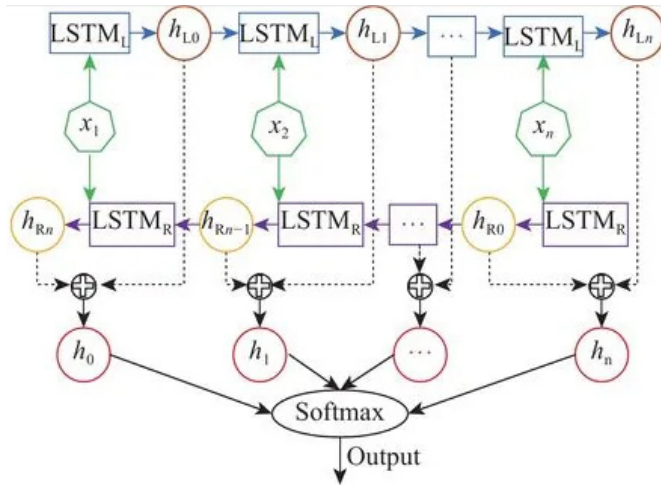 LSTM_L h_L0 LSTM_L h_L1 ... LSTM_L h_Ln
x_1 x_2 x_n
h_Rn LSTM_R h_Rn−1 LSTM_R ... h_R0 LSTM_R
h_0 h_1 ... h_n
Softmax
Output